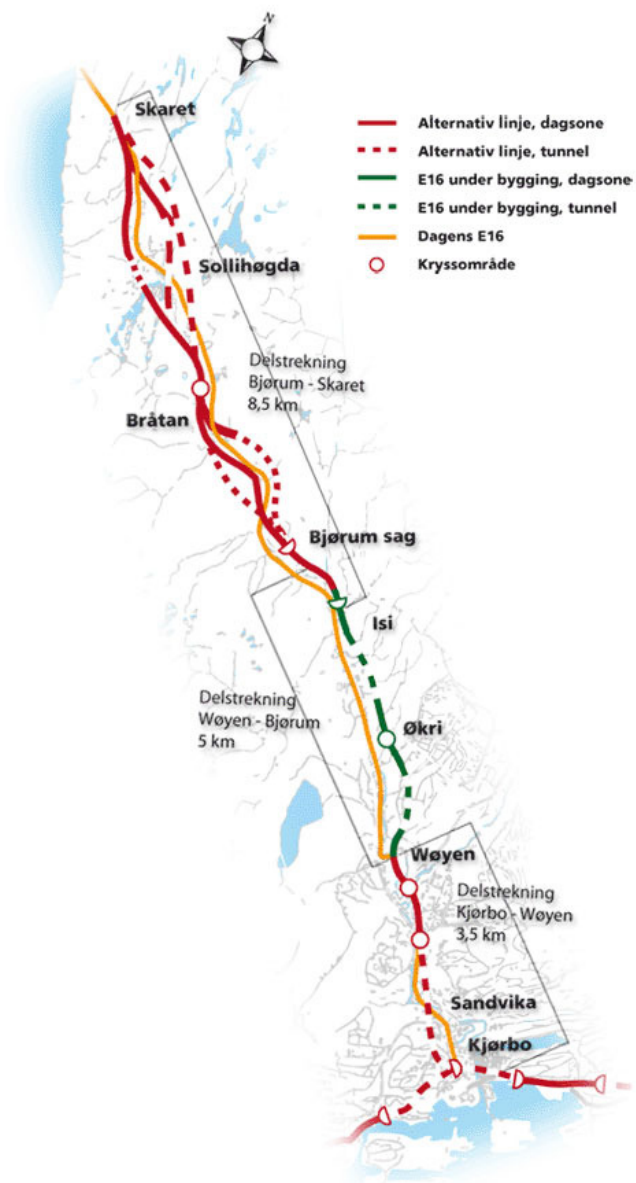 N
Skaret
Alternativ linje, dagsone
Alternativ linje, tunnel
E16 under bygging, dagsone
E16 under bygging, tunnel
Dagens E16
Kryssområde
Sollihøgda
Delstrekning
Bjørum - Skaret
8,5 km
Bråtan
Bjørum sag
Isi
Delstrekning
Wøyen - Bjørum
5 km
Økri
Wøyen
Delstrekning
Kjørbo - Wøyen
3,5 km
Sandvika
Kjørbo